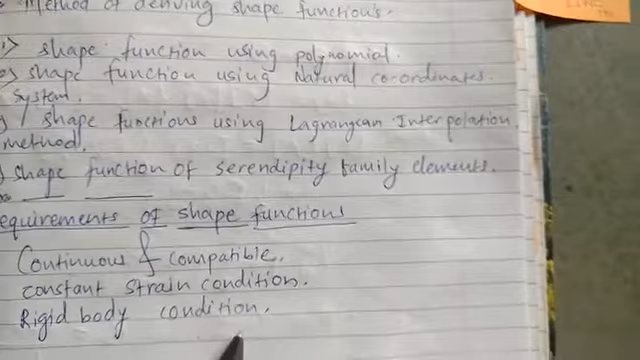 Method of deriving shape functions.
1> shape function using polynomial.
2> shape function using Natural co-ordinates.
system.
) shape functions using Lagrangean Interpolation
method.
) shape function of serendipity family elements.
equirements of shape functions
Continuous & compatible.
constant strain condition.
Rigid body condition.